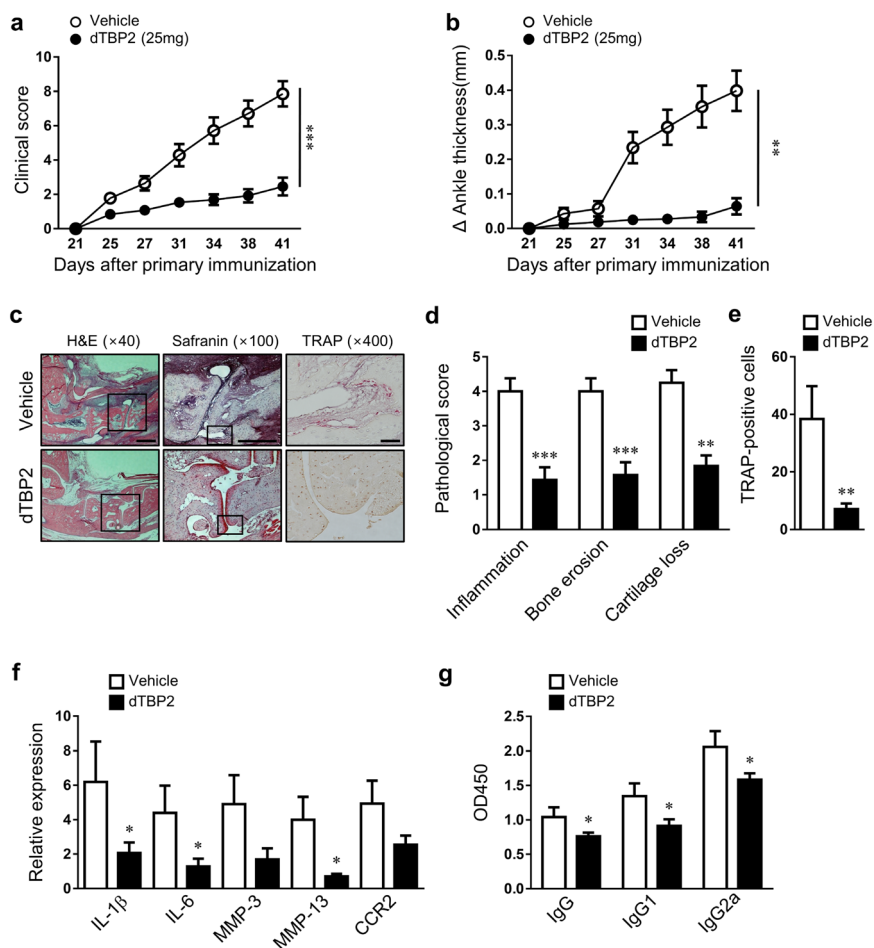 a
Vehicle
dTBP2 (25mg)
Clinical score
10
8
6
4
2
0
***
21 25 27 31 34 38 41
Days after primary immunization
b
Vehicle
dTBP2 (25mg)
Δ Ankle thickness(mm)
0.5
0.4
0.3
0.2
0.1
0.0
**
21 25 27 31 34 38 41
Days after primary immunization
c
H&E (×40) Safranin (×100) TRAP (×400)
Vehicle
dTBP2
d
Vehicle
dTBP2
Pathological score
5
4
3
2
1
0
*** *** **
Inflammation Bone erosion Cartilage loss
e
Vehicle
dTBP2
TRAP-positive cells
60
40
20
0
**
f
Vehicle
dTBP2
Relative expression
10
8
6
4
2
0
* * *
IL-1β IL-6 MMP-3 MMP-13 CCR2
g
Vehicle
dTBP2
OD450
2.5
2.0
1.5
1.0
0.5
0.0
* * *
IgG IgG1 IgG2a